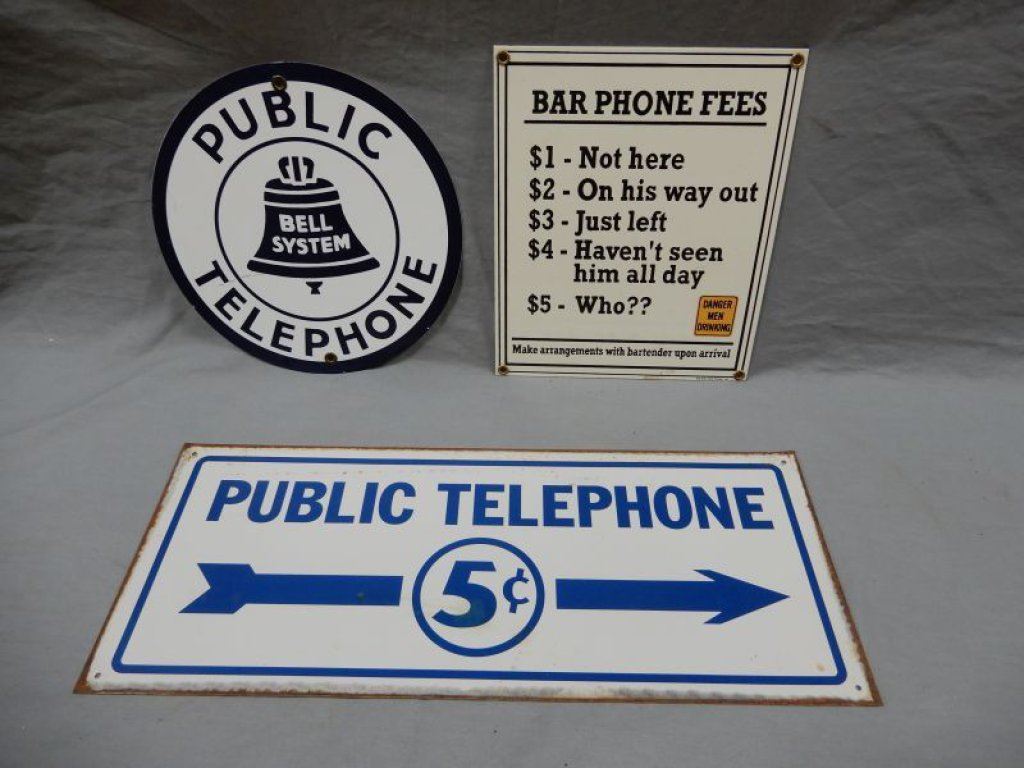 PUBLIC
BELL
SYSTEM
TELEPHONE
BAR PHONE FEES
$1 - Not here
$2 - On his way out
$3 - Just left
$4 - Haven't seen
him all day
$5 - Who??
DANGER
MEN
DRINKING
Make arrangements with bartender upon arrival
PUBLIC TELEPHONE
5¢